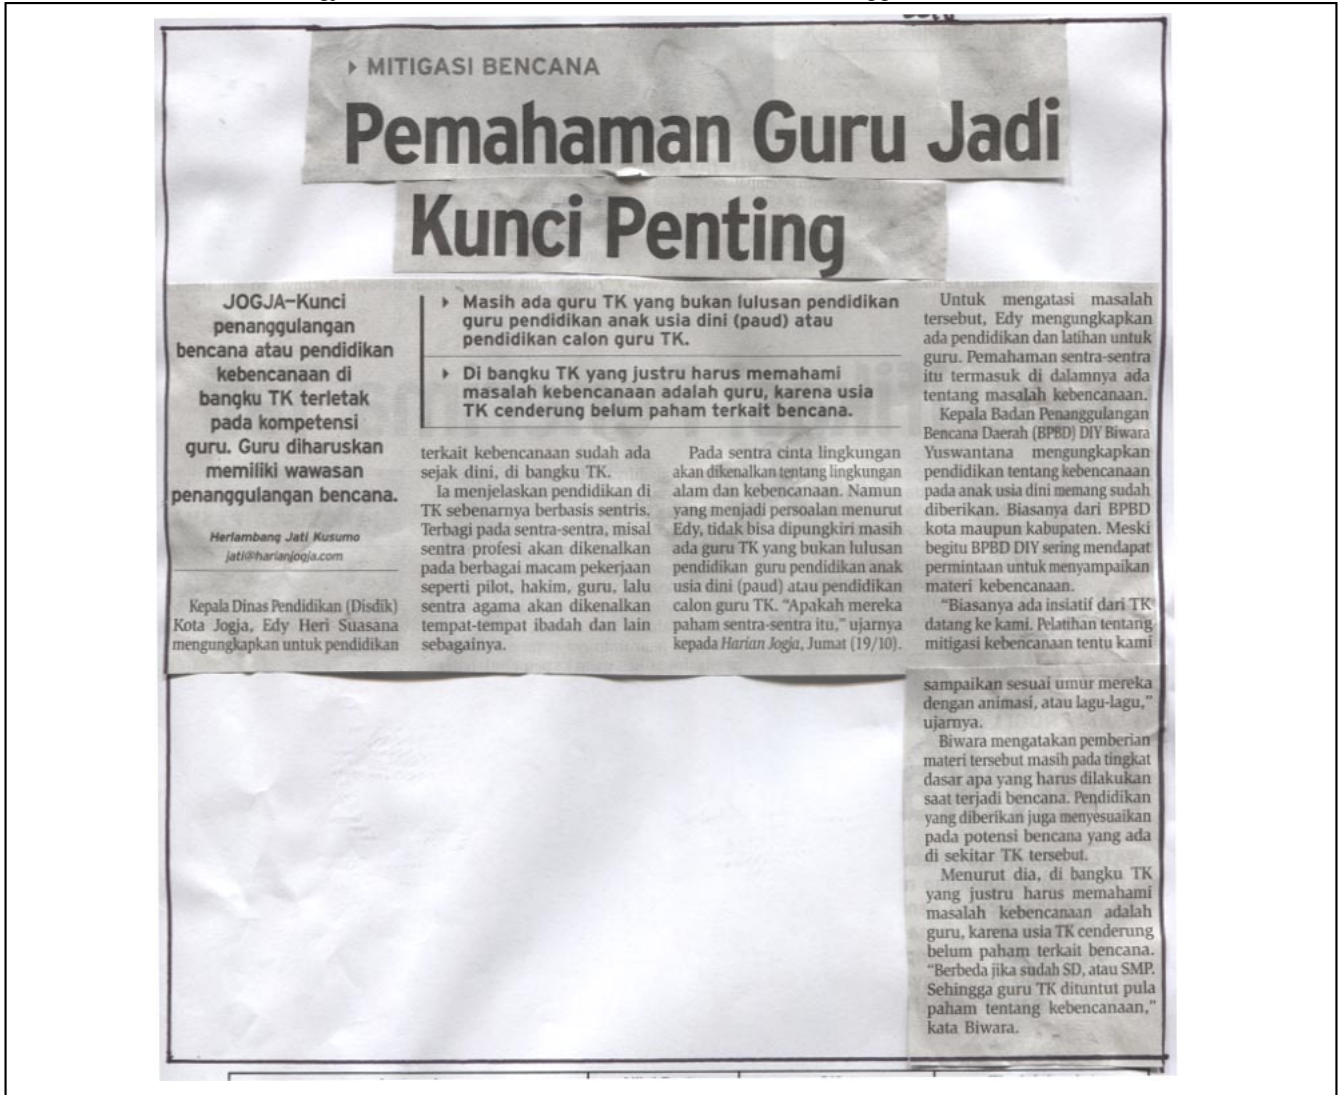 MITIGASI BENCANA
Pemahaman Guru Jadi
Kunci Penting
JOGJA–Kunci
penanggulangan
bencana atau pendidikan
kebencanaan di
bangku TK terletak
pada kompetensi
guru. Guru diharuskan
memiliki wawasan
penanggulangan bencana.
Herlambang Jati Kusumo
jati@harianjogja.com
Kepala Dinas Pendidikan (Disdik)
Kota Jogja, Edy Heri Suasana
mengungkapkan untuk pendidikan
Masih ada guru TK yang bukan lulusan pendidikan
guru pendidikan anak usia dini (paud) atau
pendidikan calon guru TK.
Di bangku TK yang justru harus memahami
masalah kebencanaan adalah guru, karena usia
TK cenderung belum paham terkait bencana.
terkait kebencanaan sudah ada
sejak dini, di bangku TK.
Ia menjelaskan pendidikan di
TK sebenarnya berbasis sentris.
Terbagi pada sentra-sentra, misal
sentra profesi akan dikenalkan
pada berbagai macam pekerjaan
seperti pilot, hakim, guru, lalu
sentra agama akan dikenalkan
tempat-tempat ibadah dan lain
sebagainya.
Pada sentra cinta lingkungan
akan dikenalkan tentang lingkungan
alam dan kebencanaan. Namun
yang menjadi persoalan menurut
Edy, tidak bisa dipungkiri masih
ada guru TK yang bukan lulusan
pendidikan guru pendidikan anak
usia dini (paud) atau pendidikan
calon guru TK. “Apakah mereka
paham sentra-sentra itu,” ujarnya
kepada Harian Jogja, Jumat (19/10).
Untuk mengatasi masalah
tersebut, Edy mengungkapkan
ada pendidikan dan latihan untuk
guru. Pemahaman sentra-sentra
itu termasuk di dalamnya ada
tentang masalah kebencanaan.
Kepala Badan Penanggulangan
Bencana Daerah (BPBD) DIY Biwara
Yuswantana mengungkapkan
pendidikan tentang kebencanaan
pada anak usia dini memang sudah
diberikan. Biasanya dari BPBD
kota maupun kabupaten. Meski
begitu BPBD DIY sering mendapat
permintaan untuk menyampaikan
materi kebencanaan.
“Biasanya ada insiatif dari TK
datang ke kami. Pelatihan tentang
mitigasi kebencanaan tentu kami
sampaikan sesuai umur mereka
dengan animasi, atau lagu-lagu,”
ujarnya.
Biwara mengatakan pemberian
materi tersebut masih pada tingkat
dasar apa yang harus dilakukan
saat terjadi bencana. Pendidikan
yang diberikan juga menyesuaikan
pada potensi bencana yang ada
di sekitar TK tersebut.
Menurut dia, di bangku TK
yang justru harus memahami
masalah kebencanaan adalah
guru, karena usia TK cenderung
belum paham terkait bencana.
“Berbeda jika sudah SD, atau SMP.
Sehingga guru TK dituntut pula
paham tentang kebencanaan,”
kata Biwara.